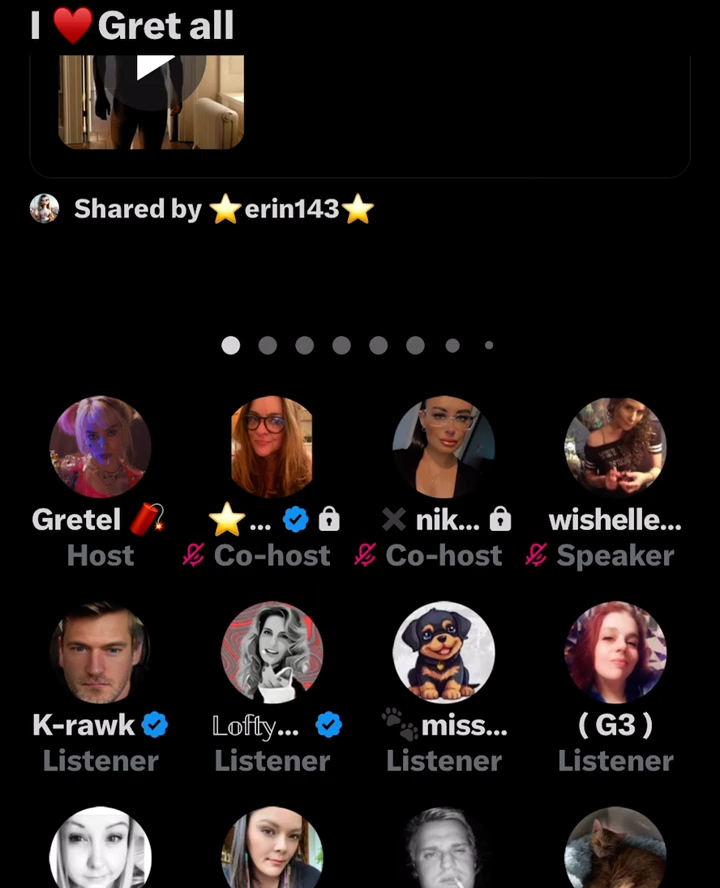 I ❤️Gret all
Shared by ⭐erin143⭐
Gretel 🧨
⭐...
✖️ nik...
wishelle...
Host
Co-host
Co-host
Speaker
K-rawk
𝕃𝕠𝕗𝕥𝕪...
🐾miss...
( G3 )
Listener
Listener
Listener
Listener